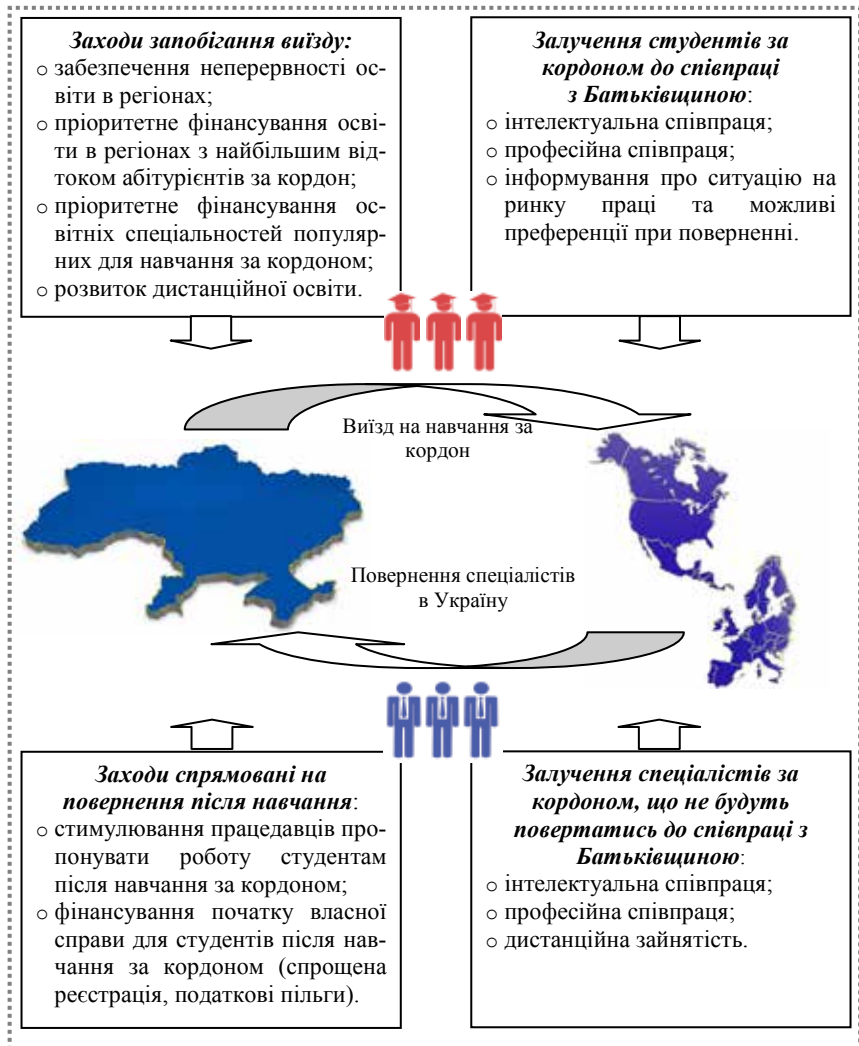 Заходи запобігання виїзду:
о забезпечення неперервності ос-
віти в регіонах;
о пріоритетне фінансування осві-
ти в регіонах з найбільшим від-
током абітурієнтів за кордон;
о пріоритетне фінансування ос-
вітніх спеціальностей популяр-
них для навчання за кордоном;
о розвиток дистанційної освіти.
Залучення студентів за
кордоном до співпраці
з Батьківщиною:
о інтелектуальна співпраця;
о професійна співпраця;
о інформування про ситуацію на
ринку праці та можливі
преференції при поверненні.
Виїзд на навчання за
кордон
Повернення спеціалістів
в Україну
Заходи спрямовані на
повернення після навчання:
о стимулювання працедавців про-
понувати роботу студентам
після навчання за кордоном;
о фінансування початку власної
справи для студентів після нав-
чання за кордоном (спрощена
реєстрація, податкові пільги).
Залучення спеціалістів за
кордоном, що не будуть
повертатись до співпраці з
Батьківщиною:
о інтелектуальна співпраця;
о професійна співпраця;
о дистанційна зайнятість.